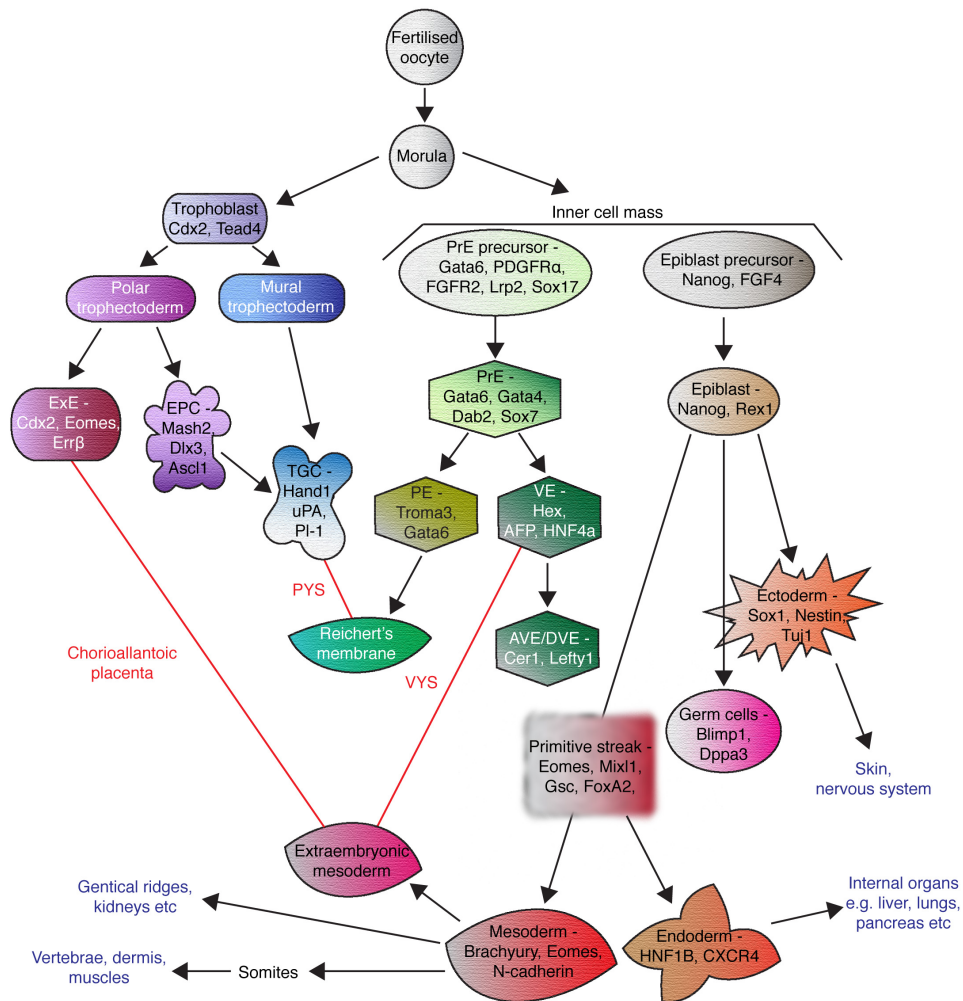 Fertilised
oocyte
Morula
Inner cell mass
Trophoblast
Cdx2, Tead4
PrE precursor -
Gata6, PDGFRα,
FGFR2, Lrp2, Sox17
Epiblast precursor -
Nanog, FGF4
Polar
trophectoderm
Mural
trophectoderm
ExE -
Cdx2, Eomes,
Errβ
EPC -
Mash2,
Dlx3,
Ascl1
PrE -
Gata6, Gata4,
Dab2, Sox7
Epiblast -
Nanog, Rex1
TGC -
Hand1,
uPA,
Pl-1
PE -
Troma3,
Gata6
VE -
Hex,
AFP, HNF4a
PYS
Reichert's
membrane
AVE/DVE -
Cer1, Lefty1
Ectoderm -
Sox1, Nestin,
Tuj1
Chorioallantoic
placenta
VYS
Germ cells -
Blimp1,
Dppa3
Primitive streak -
Eomes, Mixl1,
Gsc, FoxA2,
Skin,
nervous system
Extraembryonic
mesoderm
Gentical ridges,
kidneys etc
Internal organs
e.g. liver, lungs,
pancreas etc
Mesoderm -
Brachyury, Eomes,
N-cadherin
Endoderm -
HNF1B, CXCR4
Vertebrae, dermis,
muscles
Somites